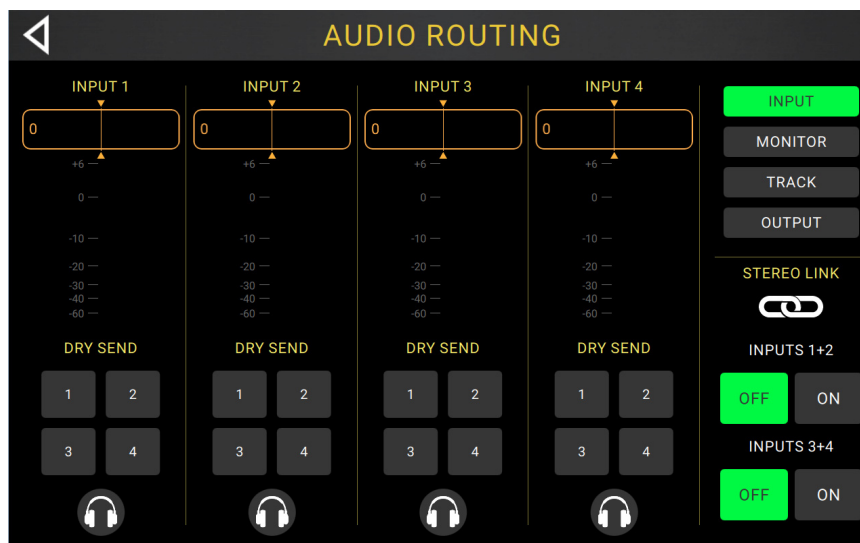 AUDIO ROUTING
INPUT 1
0
+6
0
-10
-20
-30
-40
-60
DRY SEND
1 2
3 4
INPUT 2
0
+6
0
-10
-20
-30
-40
-60
DRY SEND
1 2
3 4
INPUT 3
0
+6
0
-10
-20
-30
-40
-60
DRY SEND
1 2
3 4
INPUT 4
0
+6
0
-10
-20
-30
-40
-60
DRY SEND
1 2
3 4
INPUT
MONITOR
TRACK
OUTPUT
STEREO LINK
INPUTS 1+2
OFF ON
INPUTS 3+4
OFF ON